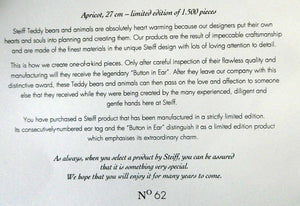 Apricot, 27 cm – limited edition of 1.500 pieces
Steiff Teddy bears and animals are absolutely heart warming because our designers put their own
hearts and souls into planning and creating them. Our products are the result of impeccable craftsmanship
and are made of the finest materials in the unique Steiff design with lots of loving attention to detail.
This is how we create one-of-a-kind pieces. Only after careful inspection of their flawless quality and
manufacturing will they receive the legendary "Button in Ear". After they leave our company with this
distinctive award, these Teddy bears and animals can then pass on the love and affection to someone
else that they received while they were being created by the many experienced, diligent and
gentle hands here at Steiff.
You have purchased a Steiff product that has been manufactured in a strictly limited edition.
Its consecutively-numbered ear tag and the "Button in Ear" distinguish it as a limited edition product
which emphasises its extraordinary charm.
As always, when you select a product by Steiff, you can be assured
that it is something very special.
We hope that you will enjoy it for many years to come.
Nº 62